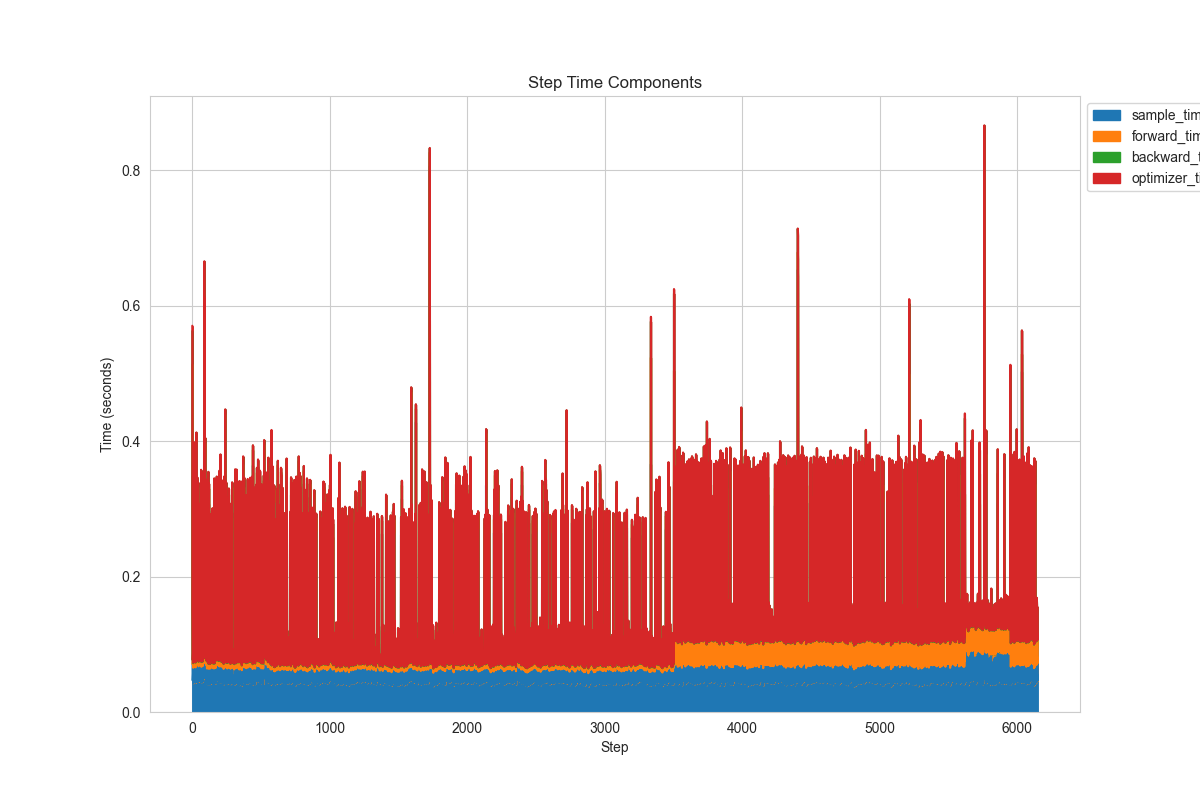 Step Time Components
sample_tim
forward_tim
backward_t
optimizer_ti
Time (seconds)
0.8
0.6
0.4
0.2
0.0
0 1000 2000 3000 4000 5000 6000
Step